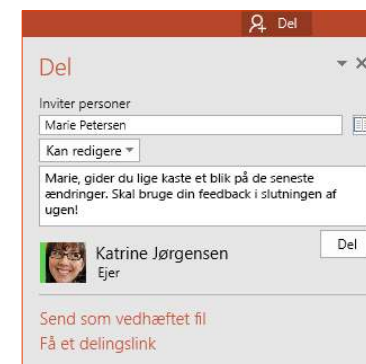 Del
Del
Inviter personer
Marie Petersen
Kan redigere
Marie, gider du lige kaste et blik på de seneste
ændringer. Skal bruge din feedback i slutningen af
ugen!
Del
Katrine Jørgensen
Ejer
Send som vedhæftet fil
Få et delingslink